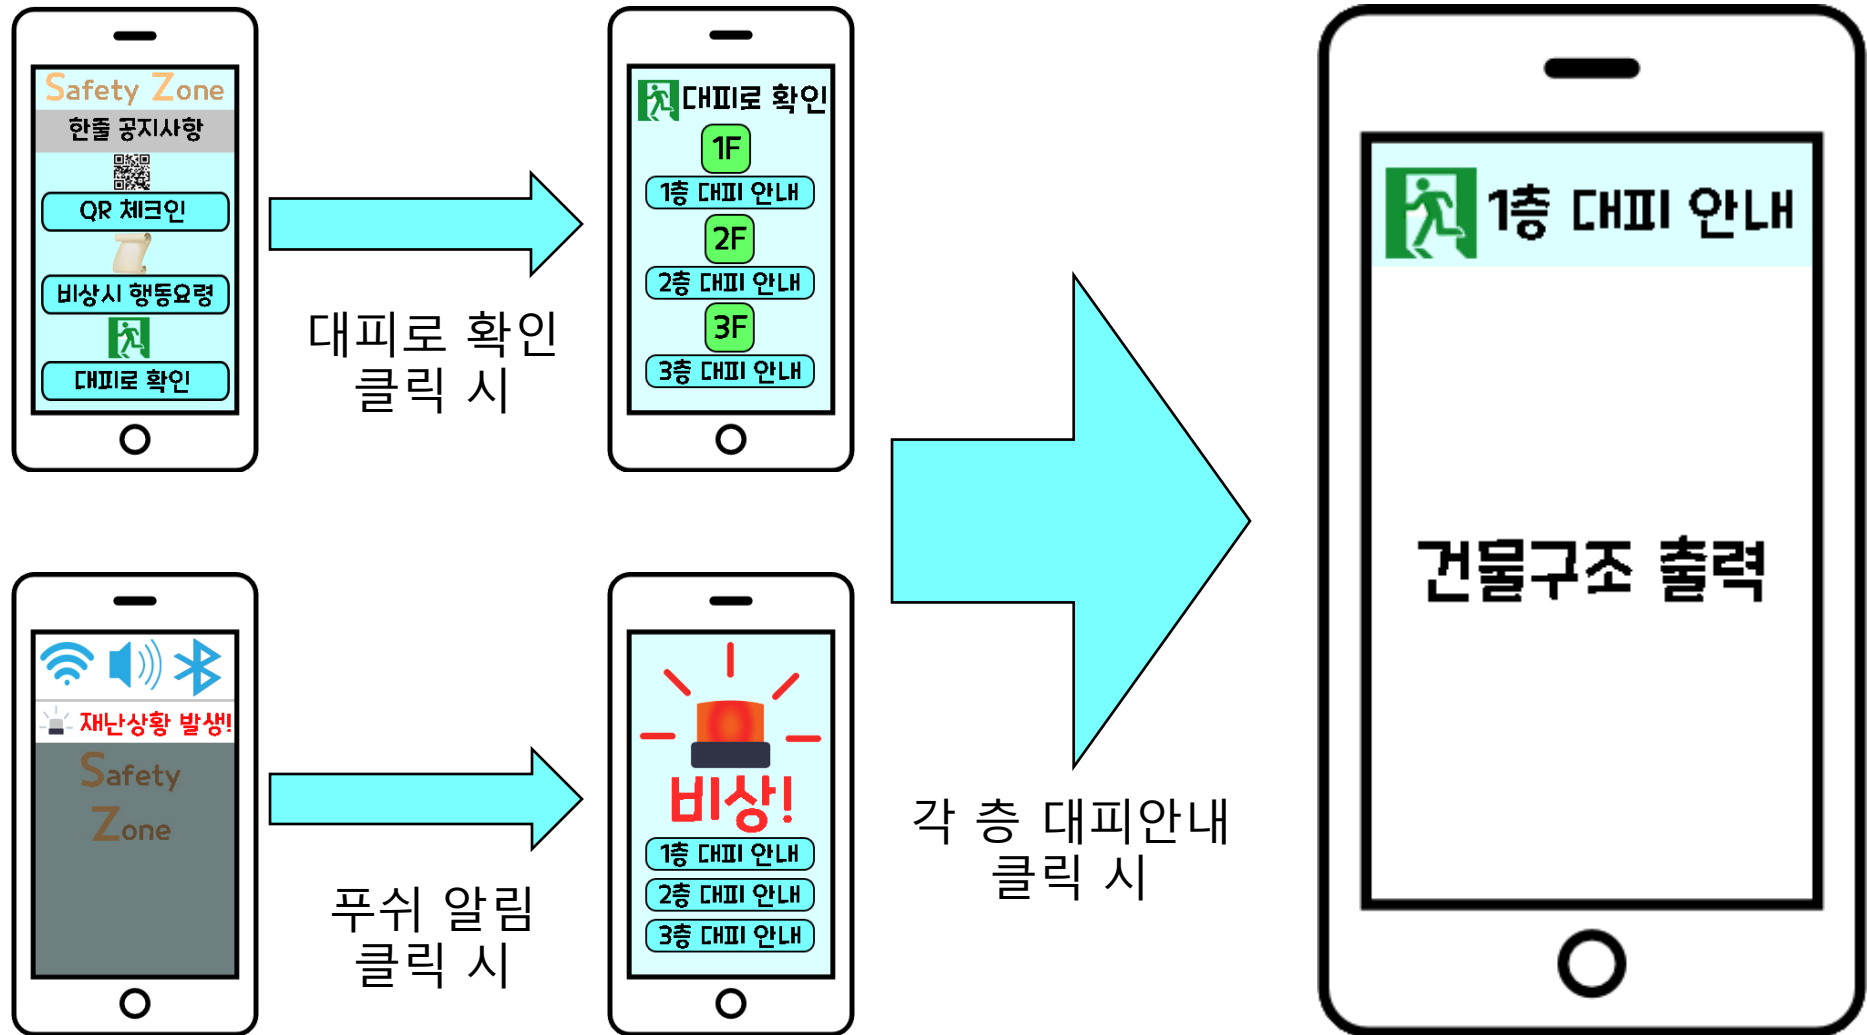 Safety Zone
한줄 공지사항
QR 체크인
비상시 행동요령
대피로 확인
대피로 확인
클릭 시
대피로 확인
1F
1층 대피 안내
2F
2층 대피 안내
3F
3층 대피 안내
재난상황 발생!
Safety
Zone
푸쉬 알림
클릭 시
비상!
1층 대피 안내
2층 대피 안내
3층 대피 안내
각 층 대피안내
클릭 시
1층 대피 안내
건물구조 출력